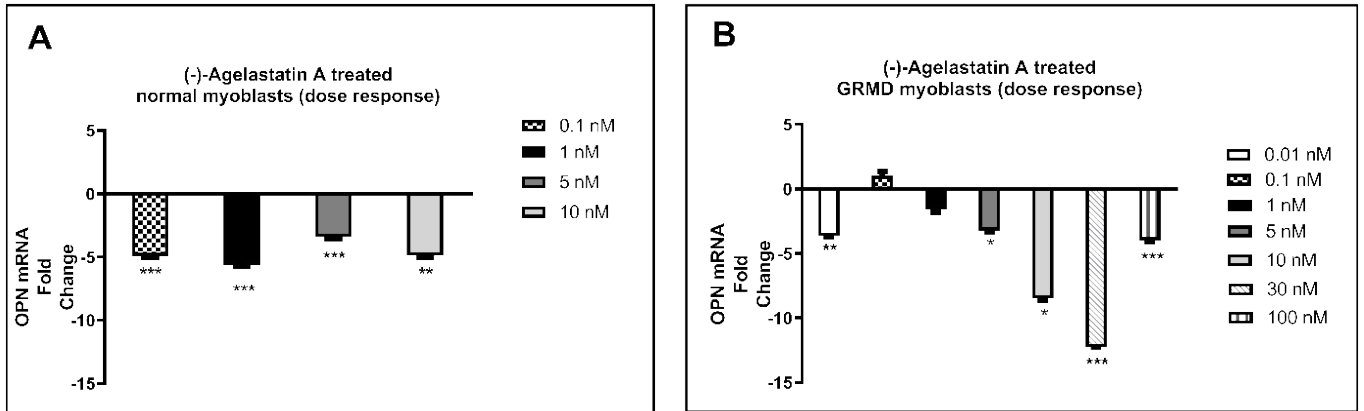 A
(-)-Agelastatin A treated
normal myoblasts (dose response)
5
0
-5
-10
-15
OPN mRNA
Fold
Change
***
***
***
**
0.1 nM
1 nM
5 nM
10 nM
B
(-)-Agelastatin A treated
GRMD myoblasts (dose response)
5
0
-5
-10
-15
OPN mRNA
Fold
Change
**
*
*
***
***
0.01 nM
0.1 nM
1 nM
5 nM
10 nM
30 nM
100 nM